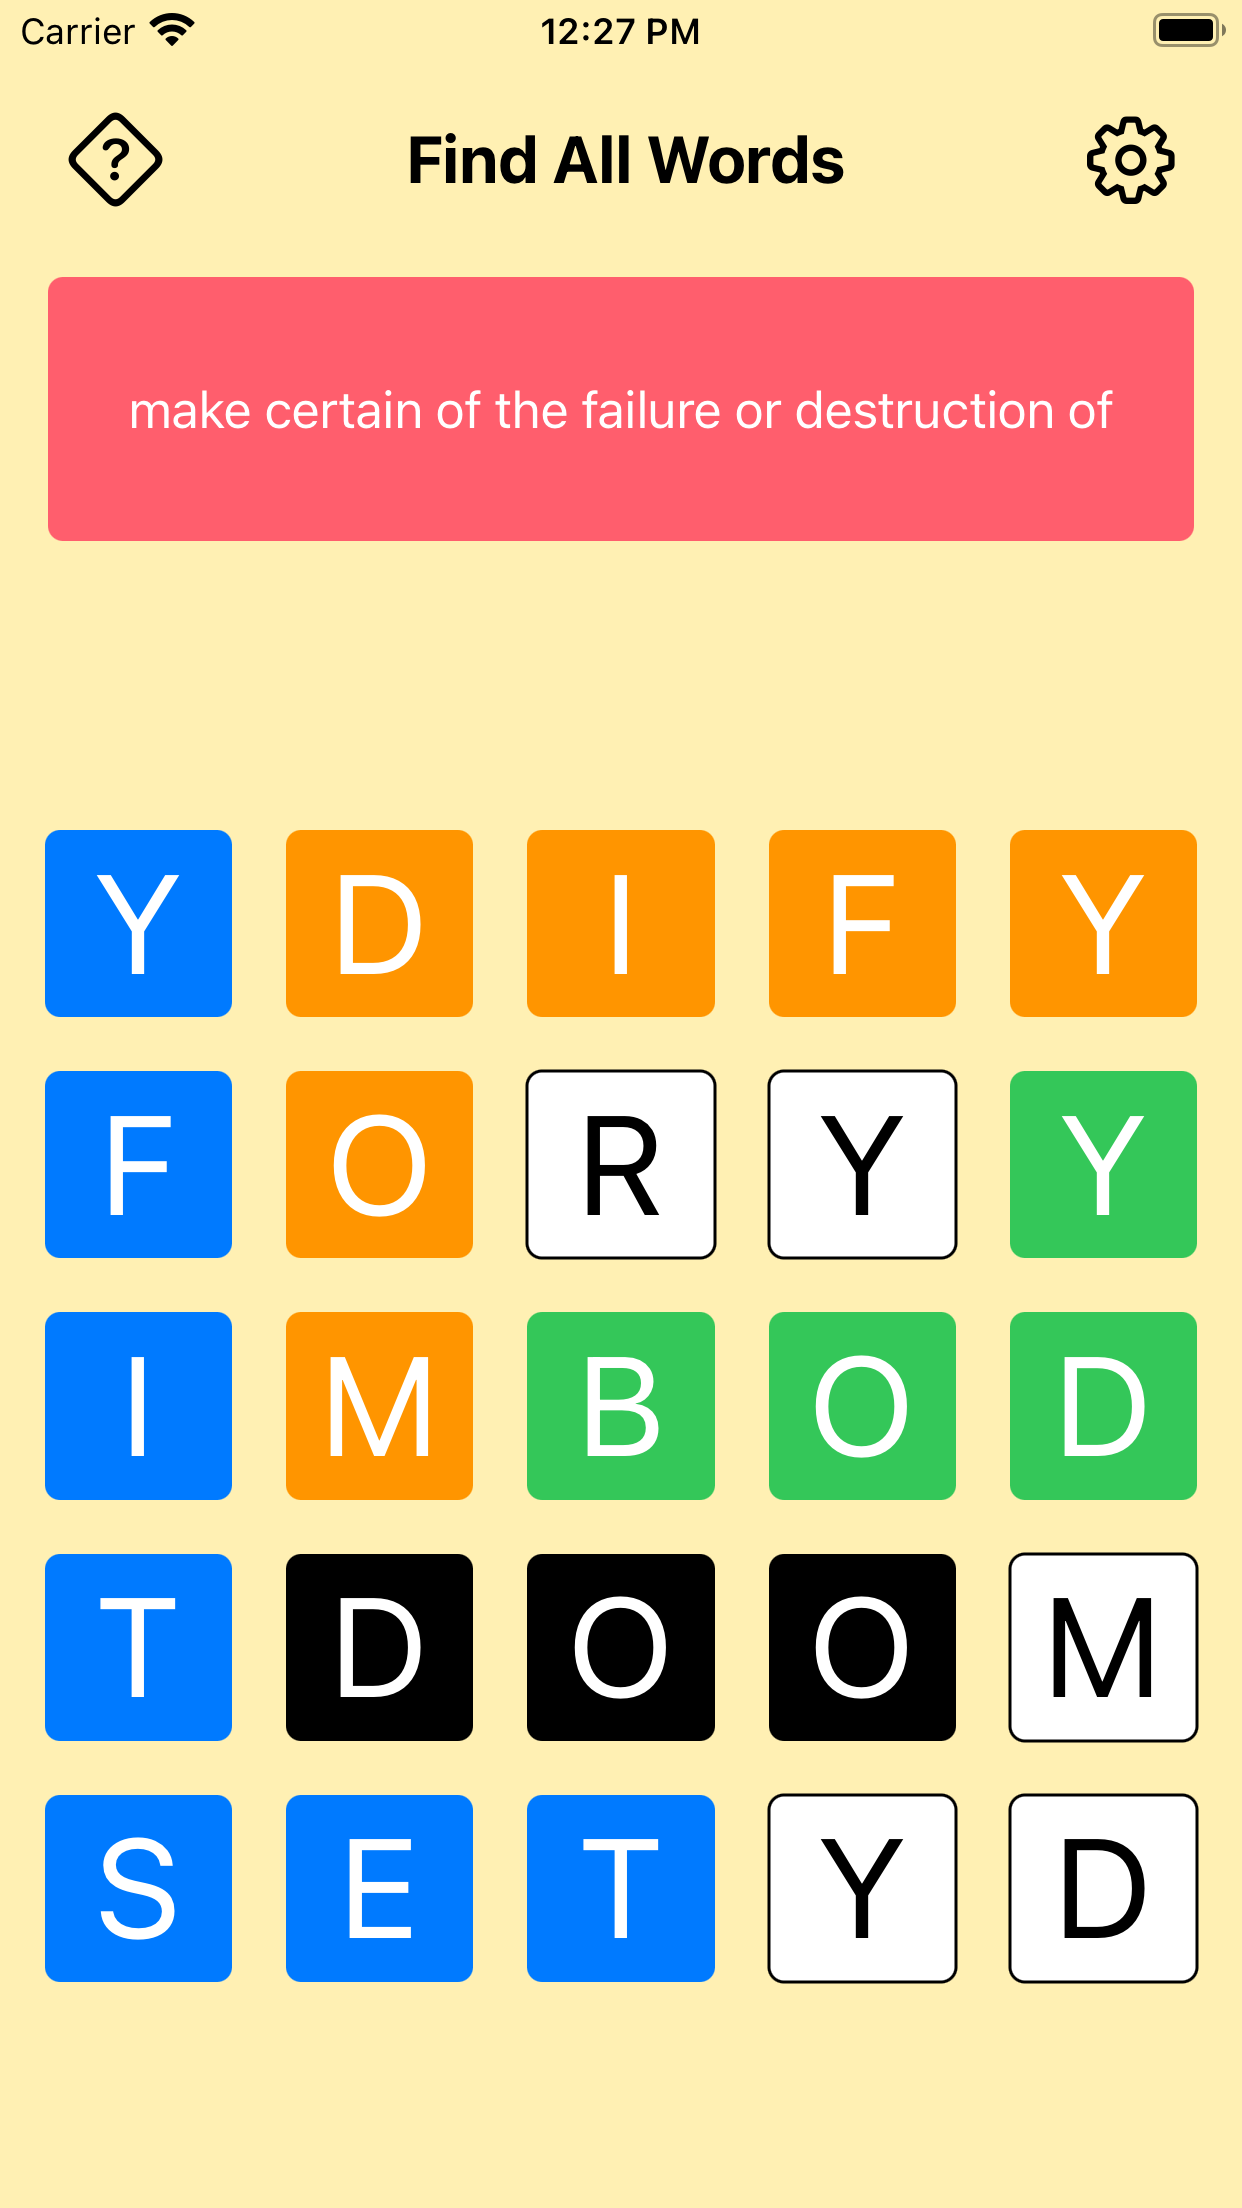 Carrier 12:27 PM
? Find All Words
make certain of the failure or destruction of
Y D I F Y
F O R Y Y
I M B O D
T D O O M
S E T Y D